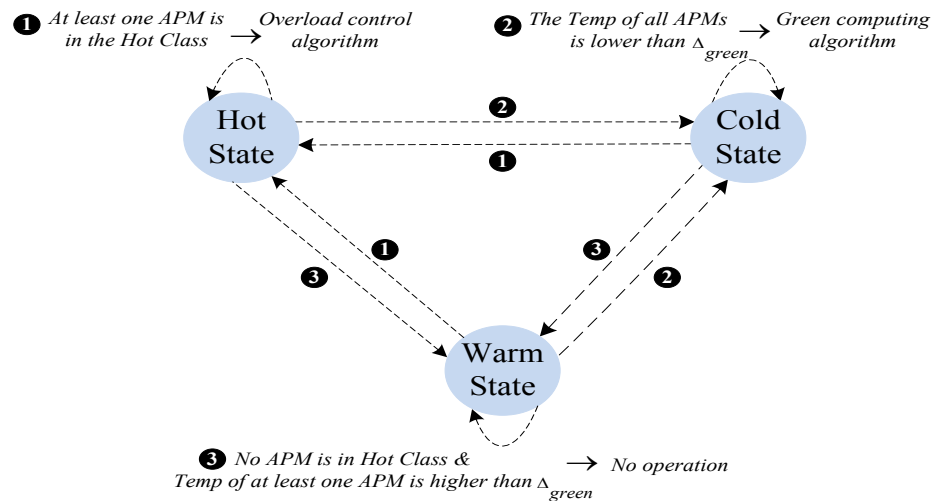 ❶ At least one APM is in the Hot Class → Overload control algorithm
❷ The Temp of all APMs is lower than Δ_green → Green computing algorithm
Hot State
❷
Cold State
❶
❶
❸
❸
❷
Warm State
❸ No APM is in Hot Class & Temp of at least one APM is higher than Δ_green → No operation